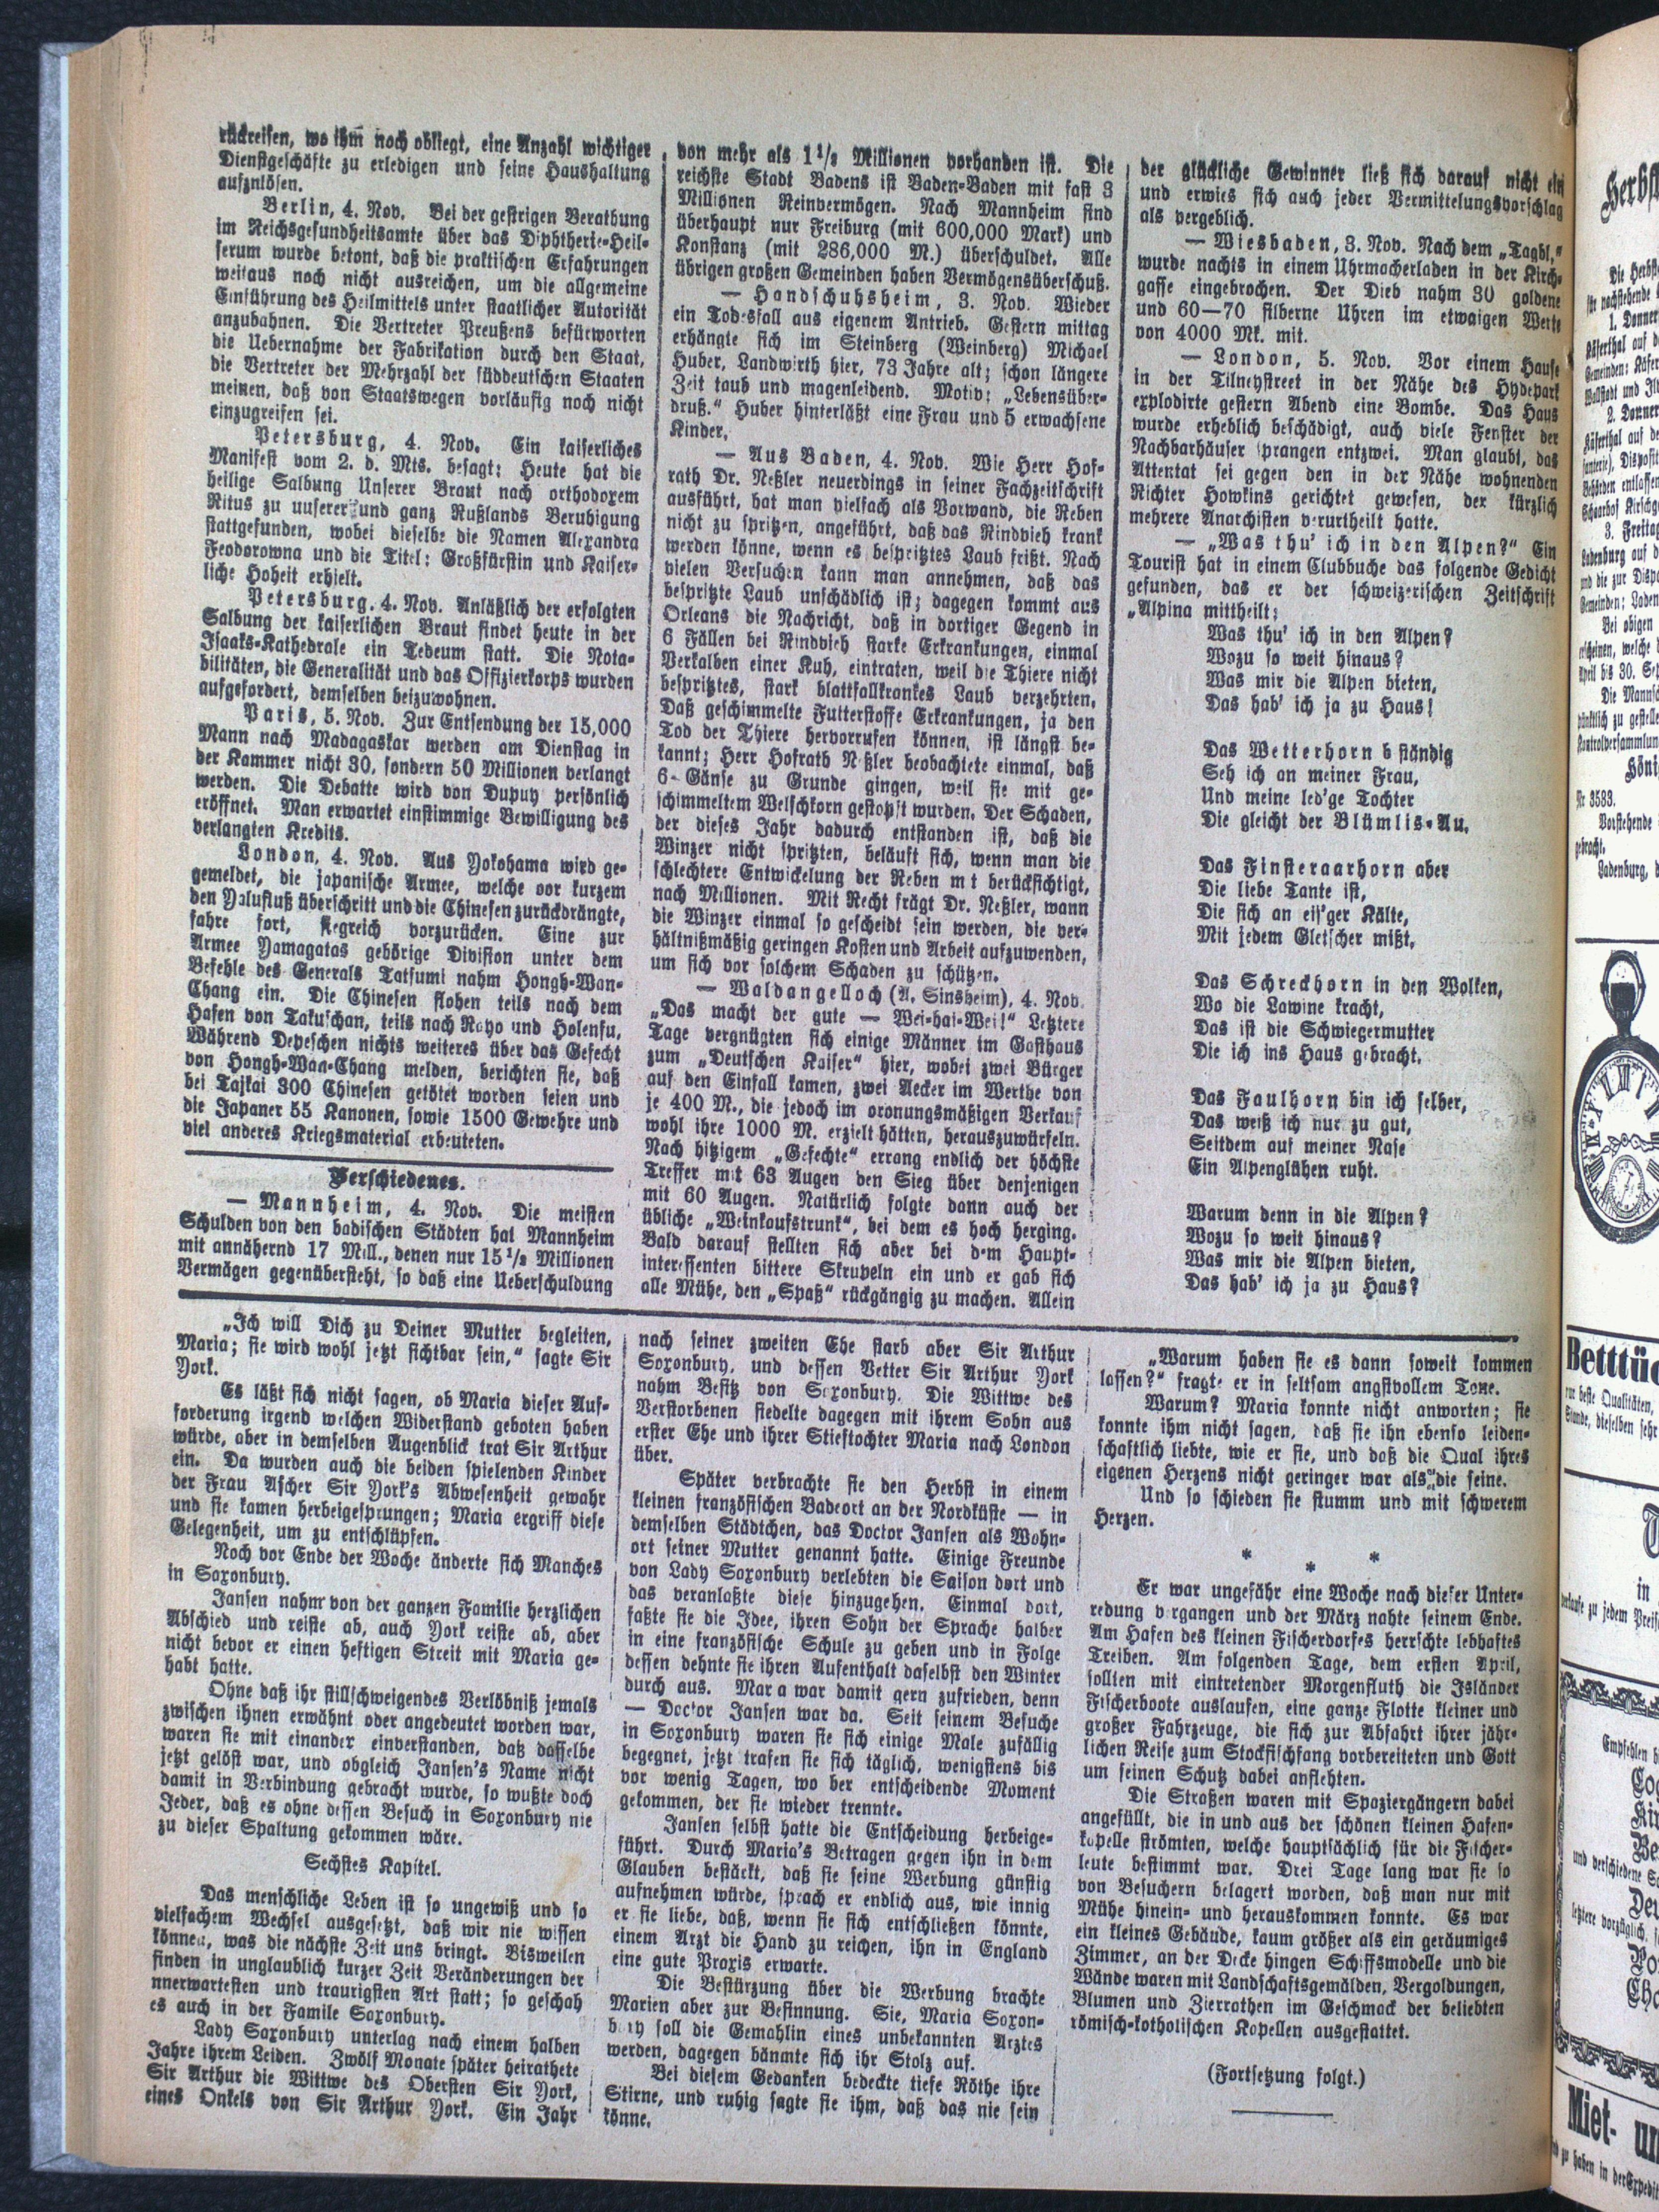 rückreisen, wo ihm noch obliegt, eine Anzahl wichtiger
Dienstgeschäfte zu erledigen und seine Haushaltung
aufznlösen.
Berlin, 4. Nov. Bei der gestrigen Berathung
im Reichsgesundheitsamte über das Diphtherie-Heil-
serum wurde betont, daß die praktischen Erfahrungen
weitaus noch nicht ausreichen, um die allgemeine
Einführung des Heilmittels unter staatlicher Autorität
anzubahnen. Die Vertreter Preußens befürworten
die Uebernahme der Fabrikation durch den Staat,
die Vertreter der Mehrzahl der süddeutschen Staaten
meinen, daß von Staatswegen vorläufig noch nicht
einzugreifen sei.
Petersburg, 4. Nov. Ein kaiserliches
Manifest vom 2. d. Mts. besagt: Heute hat die
heilige Salbung Unserer Braut nach orthodoxem
Ritus zu uuserer und ganz Rußlands Beruhigung
stattgefunden, wobei dieselbe die Namen Alexandra
Feodorowna und die Titel: Großfürstin und Kaiser-
liche Hoheit erhielt.
Petersburg. 4. Nov. Anläßlich der erfolgten
Salbung der kaiserlichen Braut findet heute in der
Isaaks-Kathedrale ein Tedeum statt. Die Nota-
bilitäten, die Generalität und das Offizierkorps wurden
aufgefordert, demselben beizuwohnen.
Paris, 5. Nov. Zur Entsendung der 15,000
Mann nach Madagaskar werden am Dienstag in
der Kammer nicht 30, sondern 50 Millionen verlangt
werden. Die Debatte wird von Dupuy persönlich
eröffnet. Man erwartet einstimmige Bewilligung des
verlangten Kredits.
London, 4. Nov. Aus Yokohama wird ge-
gemeldet, die japanische Armee, welche oor kurzem
den Yalufluß überschritt und die Chinesen zurückdrängte,
fahre fort, siegreich vorzurücken. Eine zur
Armee Yamagatas gehörige Division unter dem
Befehle des Generals Tatsumi nahm Hongh-Wan-
Chang ein. Die Chinesen flohen teils nach dem
Hafen von Takuschan, teils nach Rayo und Holensu,
Während Depeschen nichts weiteres über das Gefecht
von Hongh-Waa-Chang melden, berichten sie, daß
bei Tajkai 300 Chinesen getötet worden seien und
die Japaner 55 Kanonen, sowie 1500 Gewehre und
viel anderes Kriegsmaterial erbeuteten.
Verschiedenes.
— Mannheim, 4. Nov. Die meisten
Schulden von den badischen Städten hat Mannheim
mit annähernd 17 Mill., denen nur 15 1/2 Millionen
Vermägen gegenübersteht, so daß eine Ueberschuldung
von mehr als 1 1/2 Millionen vorhanden ist. Die
reichste Stadt Badens ist Baden-Baden mit fast 3
Millionen Reinvermögen. Nach Mannheim sind
überhaupt nur Freiburg (mit 600,000 Mark) und
Konstanz (mit 286,000 M.) überschuldet. Alle
übrigen großen Gemeinden haben Vermögensüberschuß.
— Handschuhsheim, 3. Nov. Wieder
ein Todesfall aus eigenem Antrieb. Gestern mittag
erhängte sich im Steinberg (Weinberg) Michael
Huber, Landwirth hier, 73 Jahre alt; schon längere
Zeit taub und magenleidend. Motiv: „Lebensüber-
druß.“ Huber hinterläßt eine Frau und 5 erwachsene
Kinder.
— Aus Baden, 4. Nov. Wie Herr Hof-
rath Dr. Neßler neuerdings in seiner Fachzeitschrift
ausführt, hat man vielfach als Vorwand, die Reben
nicht zu spritzen, angeführt, daß das Rindvieh krank
werden könne, wenn es bespritztes Laub frißt. Nach
vielen Versuchen kann man annehmen, daß das
bespritzte Laub unschädlich ist; dagegen kommt aus
Orleans die Nachricht, daß in dortiger Gegend in
6 Fällen bei Rindvieh starke Erkrankungen, einmal
Verkalben einer Kuh, eintraten, weil die Thiere nicht
bespritztes, stark blattfallkrankes Laub verzehrten.
Daß geschimmelte Futterstoffe Erkrankungen, ja den
Tod der Thiere hervorrufen können, ist längst be-
kannt; Herr Hofrath Neßler beobachtete einmal, daß
6 Gänse zu Grunde gingen, weil sie mit ge-
schimmeltem Welschkorn gestopft wurden. Der Schaden,
der dieses Jahr dadurch entstanden ist, daß die
Winzer nicht spritzten, beläuft sich, wenn man die
schlechtere Entwickelung der Reben mit berücksichtigt,
nach Millionen. Mit Recht frägt Dr. Neßler, wann
die Winzer einmal so gescheidt sein werden, die ver-
hältnißmäßig geringen Kosten und Arbeit aufzuwenden,
um sich vor solchem Schaden zu schützen.
— Waldangelloch (A. Sinsheim), 4. Nov.
„Das macht der gute — Wei-hai-Wei!“ Letztere
Tage vergnügten sich einige Männer im Gasthaus
zum „Deutschen Kaiser“ hier, wobei zwei Bürger
auf den Einfall kamen, zwei Aecker im Werthe von
je 400 M., die jedoch im oronungsmäßigen Verkauf
wohl ihre 1000 M. erzielt hätten, herauszuwürfeln.
Nach hitzigem „Gefechte“ errang endlich der höchste
Treffer mit 63 Augen den Sieg über denjenigen
mit 60 Augen. Natürlich folgte dann auch der
übliche „Weinkaufstrunk“, bei dem es hoch herging.
Bald darauf stellten sich aber bei dem Haupt-
interessenten bittere Skrupeln ein und er gab sich
alle Mühe, den „Spaß“ rückgängig zu machen. Allein
der glückliche Gewinner ließ sich darauf nicht ein
und erwies sich auch jeder Vermittelungsvorschlag
als vergeblich.
— Wiesbaden, 3. Nov. Nach dem „Tagbl.“
wurde nachts in einem Uhrmacherladen in der Kirch-
gasse eingebrochen. Der Dieb nahm 30 goldene
und 60—70 silberne Uhren im etwaigen Werte
von 4000 Mk. mit.
— London, 5. Nov. Vor einem Hause
in der Tilneystreet in der Nähe des Hydepark
explodirte gestern Abend eine Bombe. Das Haus
wurde erheblich beschädigt, auch viele Fenster der
Nachbarhäuser sprangen entzwei. Man glaubt, das
Attentat sei gegen den in der Nähe wohnenden
Richter Howkins gerichtet gewesen, der kürzlich
mehrere Anarchisten verurtheilt hatte.
— „Was thu' ich in den Alpen?“ Ein
Tourist hat in einem Clubbuche das folgende Gedicht
gefunden, das er der schweizerischen Zeitschrift
„Alpina mittheilt:
Was thu' ich in den Alpen?
Wozu so weit hinaus?
Was mir die Alpen bieten,
Das hab' ich ja zu Haus!
Das Wetterhorn beständig
Seh ich an meiner Frau,
Und meine led'ge Tochter
Die gleicht der Blümlis-Au.
Das Finsteraarhorn aber
Die liebe Tante ist,
Die sich an eis'ger Kälte,
Mit jedem Gletscher mißt.
Das Schreckhorn in den Wolken,
Wo die Lawine kracht,
Das ist die Schwiegermutter
Die ich ins Haus gebracht.
Das Faulhorn bin ich selber,
Das weiß ich nur zu gut,
Seitdem auf meiner Nase
Ein Alpenglühen ruht.
Warum denn in die Alpen?
Wozu so weit hinaus?
Was mir die Alpen bieten,
Das hab' ich ja zu Haus?
„Ich will Dich zu Deiner Mutter begleiten,
Maria; sie wird wohl jetzt sichtbar sein,“ sagte Sir
York.
Es läßt sich nicht sagen, ob Maria dieser Auf-
forderung irgend welchen Widerstand geboten haben
würde, aber in demselben Augenblick trat Sir Arthur
ein. Da wurden auch die beiden spielenden Kinder
der Frau Ascher Sir York's Abwesenheit gewahr
und sie kamen herbeigesprungen; Maria ergriff diese
Gelegenheit, um zu entschlüpfen.
Noch vor Ende der Woche änderte sich Manches
in Saxonbury.
Jansen nahm von der ganzen Familie herzlichen
Abschied und reiste ab, auch York reiste ab, aber
nicht bevor er einen heftigen Streit mit Maria ge-
habt hatte.
Ohne daß ihr stillschweigendes Verlöbniß jemals
zwischen ihnen erwähnt oder angedeutet worden war,
waren sie mit einander einverstanden, daß dasselbe
jetzt gelöst war, und obgleich Jansen's Name nicht
damit in Verbindung gebracht wurde, so wußte doch
Jeder, daß es ohne dessen Besuch in Saxonbury nie
zu dieser Spaltung gekommen wäre.
Sechstes Kapitel.
Das menschliche Leben ist so ungewiß und so
vielfachem Wechsel ausgesetzt, daß wir nie wissen
können, was die nächste Zeit uns bringt. Bisweilen
finden in unglaublich kurzer Zeit Veränderungen der
nnerwartesten und traurigsten Art statt; so geschah
es auch in der Famile Saxonbury.
Lady Saxonbury unterlag nach einem halben
Jahre ihrem Leiden. Zwölf Monate später heirathete
Sir Arthur die Wittwe des Obersten Sir York,
eines Onkels von Sir Arthur York. Ein Jahr
nach seiner zweiten Ehe starb aber Sir Arthur
Saxonbury, und dessen Vetter Sir Arthur York
nahm Besitz von Saxonbury. Die Wittwe des
Verstorbenen siedelte dagegen mit ihrem Sohn aus
erster Ehe und ihrer Stieftochter Maria nach London
über.
Später verbrachte sie den Herbst in einem
kleinen französischen Badeort an der Nordküste — in
demselben Städtchen, das Doctor Jansen als Wohn-
ort seiner Mutter genannt hatte. Einige Freunde
von Lady Saxonbury verlebten die Saison dort und
das veranlaßte diese hinzugehen. Einmal dort,
faßte sie die Idee, ihren Sohn der Sprache halber
in eine französische Schule zu geben und in Folge
dessen dehnte sie ihren Aufenthalt daselbst den Winter
durch aus. Maria war damit gern zufrieden, denn
— Doctor Jansen war da. Seit seinem Besuche
in Saxonbury waren sie sich einige Male zufällig
begegnet, jetzt trafen sie sich täglich, wenigstens bis
vor wenig Tagen, wo der entscheidende Moment
gekommen, der sie wieder trennte.
Jansen selbst hatte die Entscheidung herbeige-
führt. Durch Maria's Betragen gegen ihn in dem
Glauben bestärkt, daß sie seine Werbung günstig
aufnehmen würde, sprach er endlich aus, wie innig
er sie liebe, daß, wenn sie sich entschließen könnte,
einem Arzt die Hand zu reichen, ihn in England
eine gute Praxis erwarte.
Die Bestürzung über die Werbung brachte
Marien aber zur Besinnung. Sie, Maria Saxon-
bury soll die Gemahlin eines unbekannten Arztes
werden, dagegen bänmte sich ihr Stolz auf.
Bei diesem Gedanken bedeckte tiefe Röthe ihre
Stirne, und ruhig sagte sie ihm, daß das nie sein
könne.
„Warum haben sie es dann soweit kommen
lassen?“ fragte er in seltsam angstvollem Tone.
Warum? Maria konnte nicht anworten; sie
konnte ihm nicht sagen, daß sie ihn ebenso leiden-
schaftlich liebte, wie er sie, und daß die Qual ihres
eigenen Herzens nicht geringer war als die seine.
Und so schieden sie stumm und mit schwerem
Herzen.
* * *
Er war ungefähr eine Woche nach dieser Unter-
redung vergangen und der März nahte seinem Ende.
Am Hafen des kleinen Fischerdorfes herrschte lebhaftes
Treiben. Am folgenden Tage, dem ersten April,
sollten mit eintretender Morgenfluth die Isländer
Fischerboote auslaufen, eine ganze Flotte kleiner und
großer Fahrzeuge, die sich zur Abfahrt ihrer jähr-
lichen Reise zum Stockfischfang vorbereiteten und Gott
um seinen Schutz dabei anflehten.
Die Straßen waren mit Spaziergängern dabei
angefüllt, die in und aus der schönen kleinen Hafen-
kapelle strömten, welche hauptsächlich für die Fischer-
leute bestimmt war. Drei Tage lang war sie so
von Besuchern belagert worden, daß man nur mit
Mühe hinein- und herauskommen konnte. Es war
ein kleines Gebäude, kaum größer als ein geräumiges
Zimmer, an der Decke hingen Schiffsmodelle und die
Wände waren mit Landschaftsgemälden, Vergoldungen,
Blumen und Zierrathen im Geschmack der beliebten
römisch-katholischen Kapellen ausgestattet.
(Fortsetzung folgt.)
Die Herbst
für nachstehende
1. Donner
Käferthal auf d
Gemeinden: Käfer
Wallstadt und Il
2. Donner
Käferthal auf de
3. Freitag
Ladenburg auf d
und die zur Disp
Gemeinden: Laden
Bei obigen
erscheinen, welche
April bis 30. Sep
Die Mannsch
pünktlich zu gestelle
Kontrolversammlun
Köni
Nr 3583.
Vorstehende
gebracht.
Ladenburg, d
Betttüc
Empfehlen
und verschiedene
Miet- un
zu haben in der Expedit